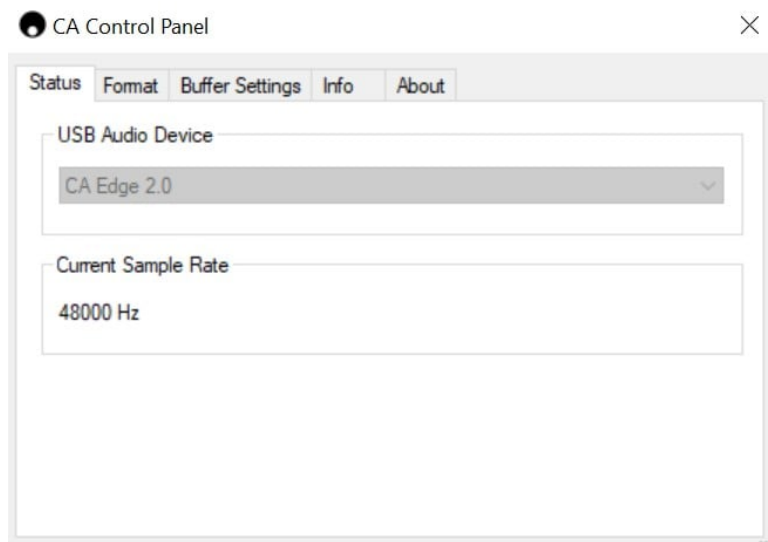 CA Control Panel
Status Format Buffer Settings Info About
USB Audio Device
CA Edge 2.0
Current Sample Rate
48000 Hz